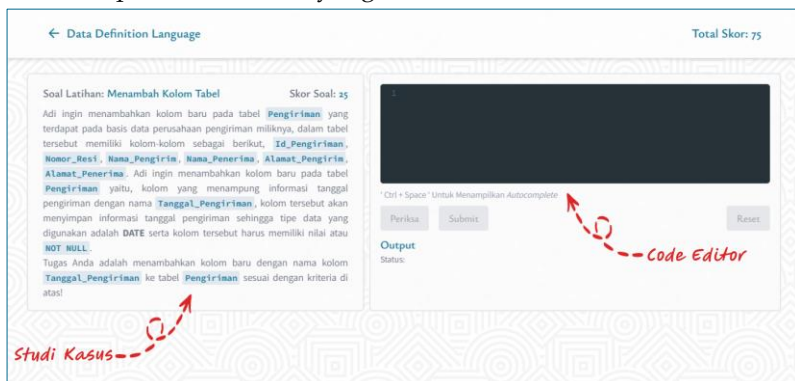 ← Data Definition Language
Total Skor: 75
Soal Latihan: Menambah Kolom Tabel
Skor Soal: 25
Adi ingin menambahkan kolom baru pada tabel Pengiriman yang
terdapat pada basis data perusahaan pengiriman miliknya, dalam tabel
tersebut memiliki kolom-kolom sebagai berikut, Id_Pengiriman,
Nomor_Resi, Nama_Pengirim, Nama_Penerima, Alamat_Pengirim,
Alamat_Penerima. Adi ingin menambahkan kolom baru pada tabel
Pengiriman yaitu, kolom yang menampung informasi tanggal
pengiriman dengan nama Tanggal_Pengiriman, kolom tersebut akan
menyimpan informasi tanggal pengiriman sehingga tipe data yang
digunakan adalah DATE serta kolom tersebut harus memiliki nilai atau
NOT NULL.
Tugas Anda adalah menambahkan kolom baru dengan nama kolom
Tanggal_Pengiriman ke tabel Pengiriman sesuai dengan kriteria di
atas!
Studi Kasus
1
' Ctrl + Space ' Untuk Menampilkan Autocomplete
Periksa
Submit
Reset
Output
Status:
Code Editor